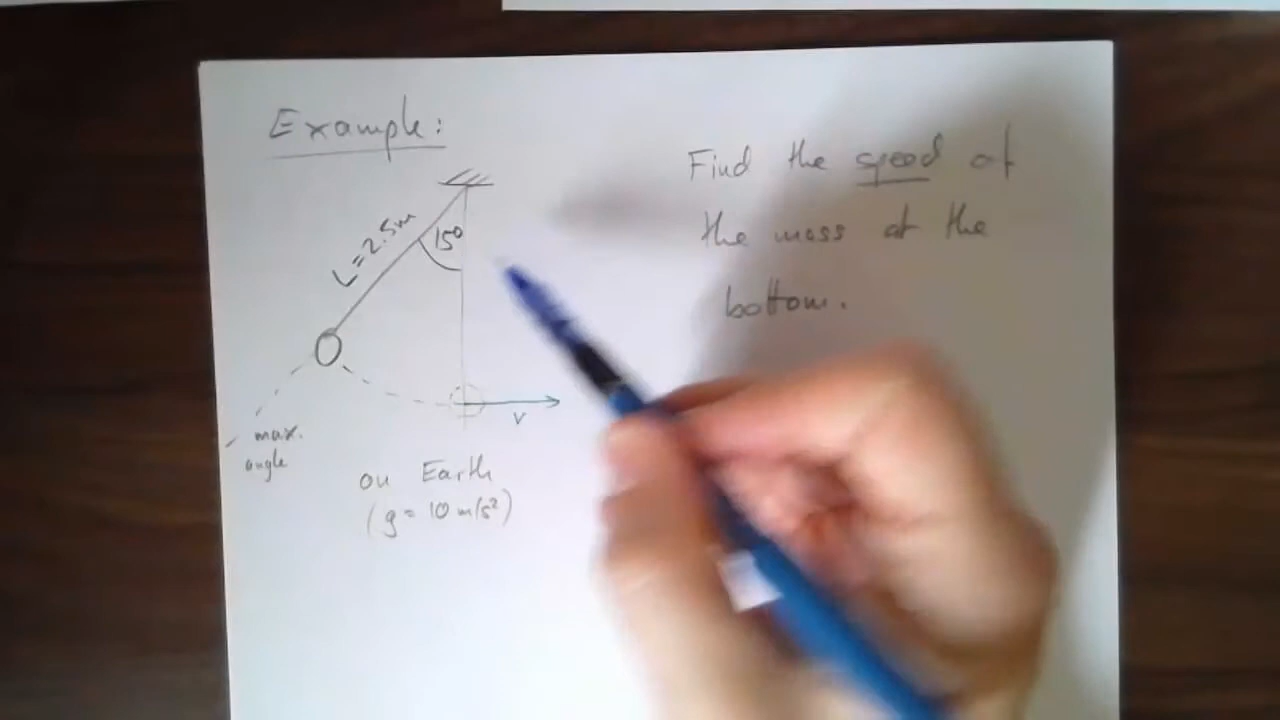 Example:
L=2.5m
15°
v
max.
angle
on Earth
(g = 10 m/s²)
Find the speed of
the mass at the
bottom.